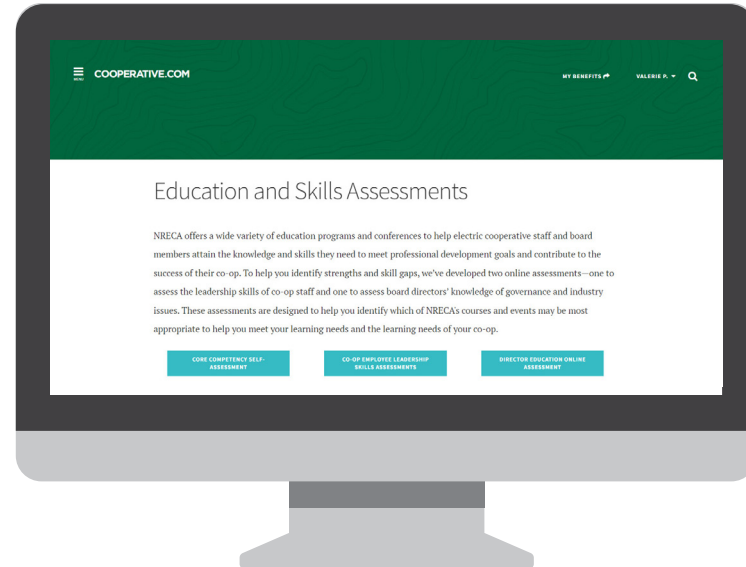 MENU
COOPERATIVE.COM
MY BENEFITS
VALERIE P.
Education and Skills Assessments
NRECA offers a wide variety of education programs and conferences to help electric cooperative staff and board
members attain the knowledge and skills they need to meet professional development goals and contribute to the
success of their co-op. To help you identify strengths and skill gaps, we've developed two online assessments—one to
assess the leadership skills of co-op staff and one to assess board directors' knowledge of governance and industry
issues. These assessments are designed to help you identify which of NRECA's courses and events may be most
appropriate to help you meet your learning needs and the learning needs of your co-op.
CORE COMPETENCY SELF-
ASSESSMENT
CO-OP EMPLOYEE LEADERSHIP
SKILLS ASSESSMENTS
DIRECTOR EDUCATION ONLINE
ASSESSMENT